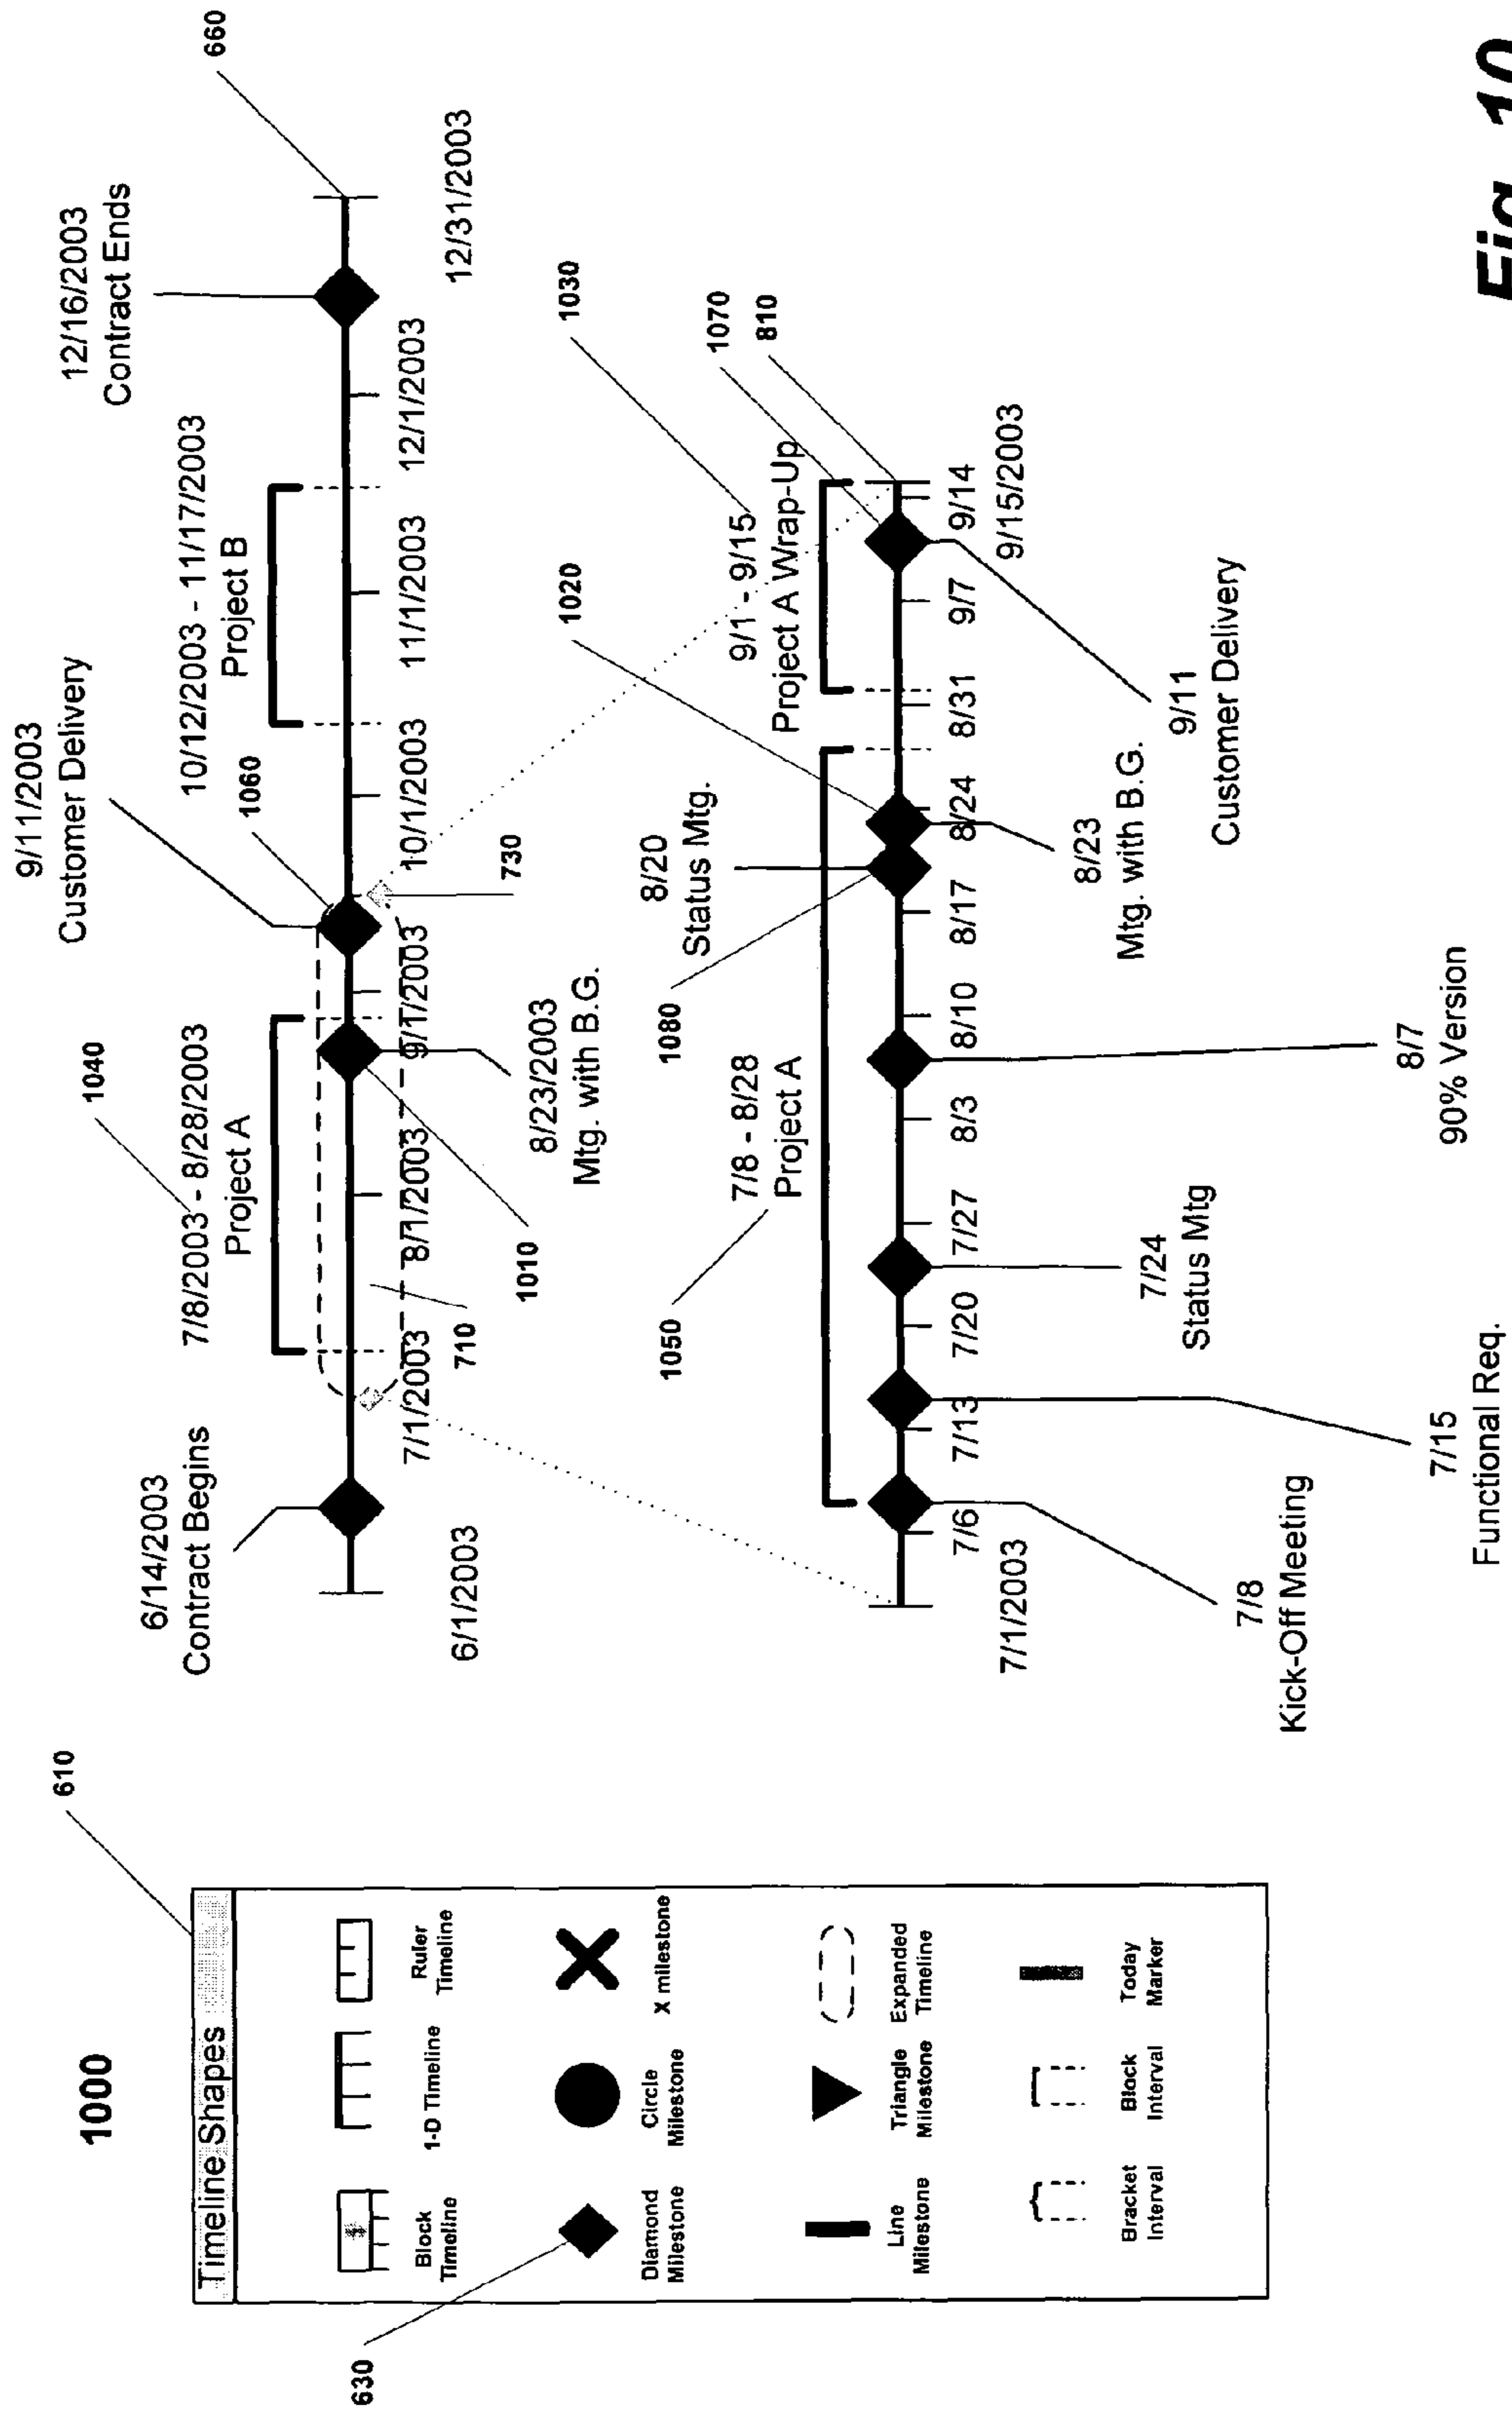 1000
610
Timeline Shapes
Block
Timeline
1-D Timeline
Ruler
Timeline
630
Diamond
Milestone
Circle
Milestone
X milestone
Line
Milestone
Triangle
Milestone
Expanded
Timeline
Bracket
Interval
Block
Interval
Today
Marker
6/14/2003
Contract Begins
1040
7/8/2003 - 8/28/2003
Project A
9/11/2003
Customer Delivery
1060
10/12/2003 - 11/17/2003
Project B
12/16/2003
Contract Ends
660
6/1/2003
7/1/2003
8/1/2003
9/1/2003
10/1/2003
11/1/2003
12/1/2003
12/31/2003
710
1010
8/23/2003
Mtg. with B.G.
730
1050
7/8 - 8/28
Project A
1080
8/20
Status Mtg.
1020
9/1 - 9/15
Project A Wrap-Up
1030
1070
810
7/1/2003
7/6
7/13
7/20
7/27
8/3
8/10
8/17
8/24
8/31
9/7
9/14
9/15/2003
7/8
Kick-Off Meeting
7/15
Functional Req.
7/24
Status Mtg
8/7
90% Version
8/23
Mtg. with B.G.
9/11
Customer Delivery
Fig. 10